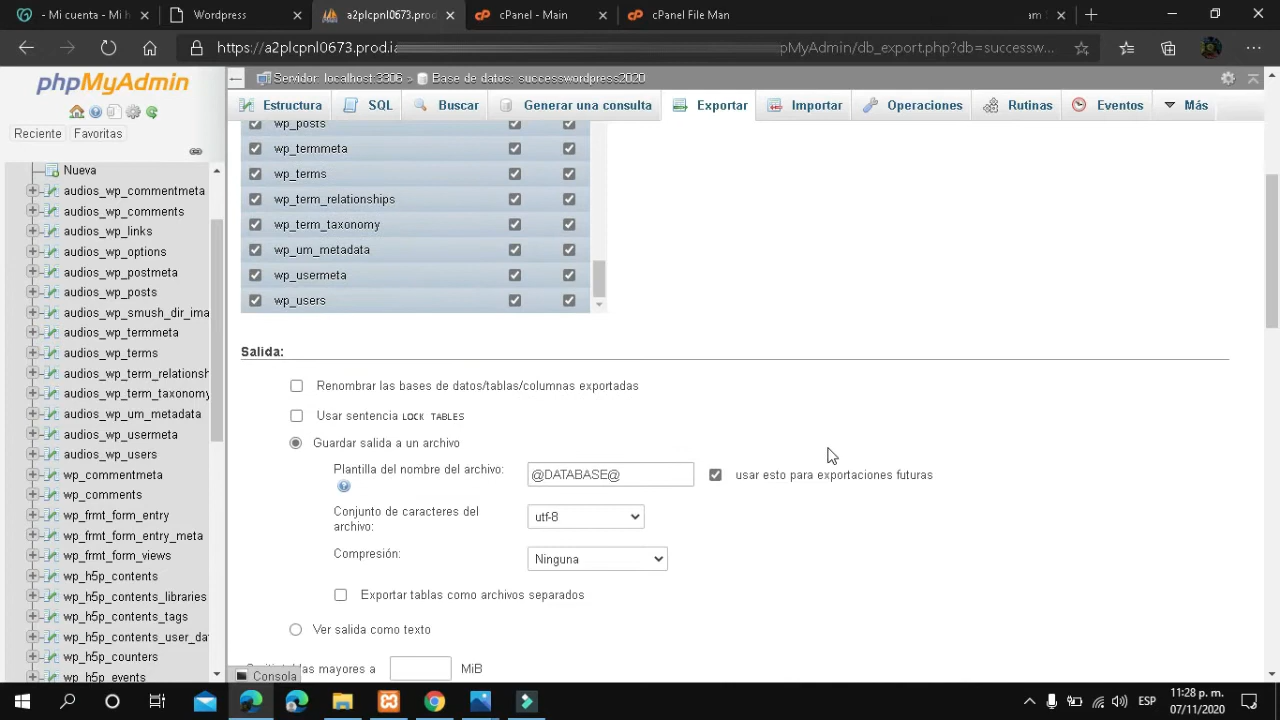 - Mi cuenta - Mi h
Wordpress
a2plcpnl0673.prod.
cPanel - Main
cPanel File Man
am S
https://a2plcpnl0673.prod.ia
pMyAdmin/db_export.php?db=successw...
phpMyAdmin
Servidor: localhost:3306 » Base de datos: successwordpress2020
Estructura
SQL
Buscar
Generar una consulta
Exportar
Importar
Operaciones
Rutinas
Eventos
Más
Reciente
Favoritas
Nueva
audios_wp_commentmeta
audios_wp_comments
audios_wp_links
audios_wp_options
audios_wp_postmeta
audios_wp_posts
audios_wp_smush_dir_ima
audios_wp_termmeta
audios_wp_terms
audios_wp_term_relationsh
audios_wp_term_taxonomy
audios_wp_um_metadata
audios_wp_usermeta
audios_wp_users
wp_commentmeta
wp_comments
wp_frmt_form_entry
wp_frmt_form_entry_meta
wp_frmt_form_views
wp_h5p_contents
wp_h5p_contents_libraries
wp_h5p_contents_tags
wp_h5p_contents_user_da
wp_h5p_counters
wp_h5p_events
wp_posts
wp_termmeta
wp_terms
wp_term_relationships
wp_term_taxonomy
wp_um_metadata
wp_usermeta
wp_users
Salida:
Renombrar las bases de datos/tablas/columnas exportadas
Usar sentencia LOCK TABLES
Guardar salida a un archivo
Plantilla del nombre del archivo:
@DATABASE@
usar esto para exportaciones futuras
Conjunto de caracteres del
archivo:
utf-8
Compresión:
Ninguna
Exportar tablas como archivos separados
Ver salida como texto
mayores a
MiB
Consola
ESP
11:28 p. m.
07/11/2020